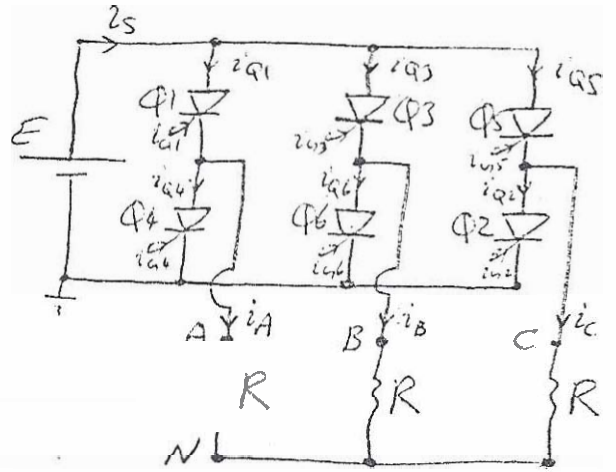 is
iQ1 iQ3 iQ5
E Q1 Q3 Q5
iG1 iG3 iG5
iQ4 iQ6 iQ2
Q4 Q6 Q2
iG4 iG6 iG2
A iA B iB C iC
R R R
N